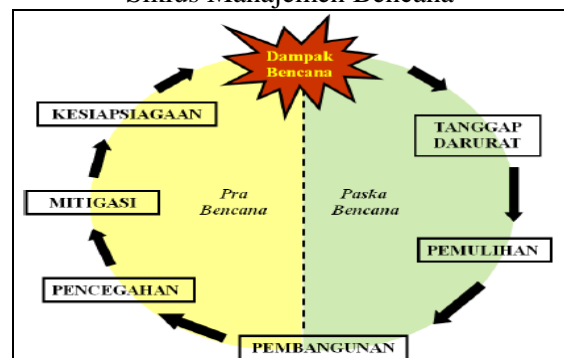 Siklus Manajemen Bencana
Dampak
Bencana
KESIAPSIAGAAN
TANGGAP
DARURAT
MITIGASI
Pra
Bencana
Paska
Bencana
PEMULIHAN
PENCEGAHAN
PEMBANGUNAN